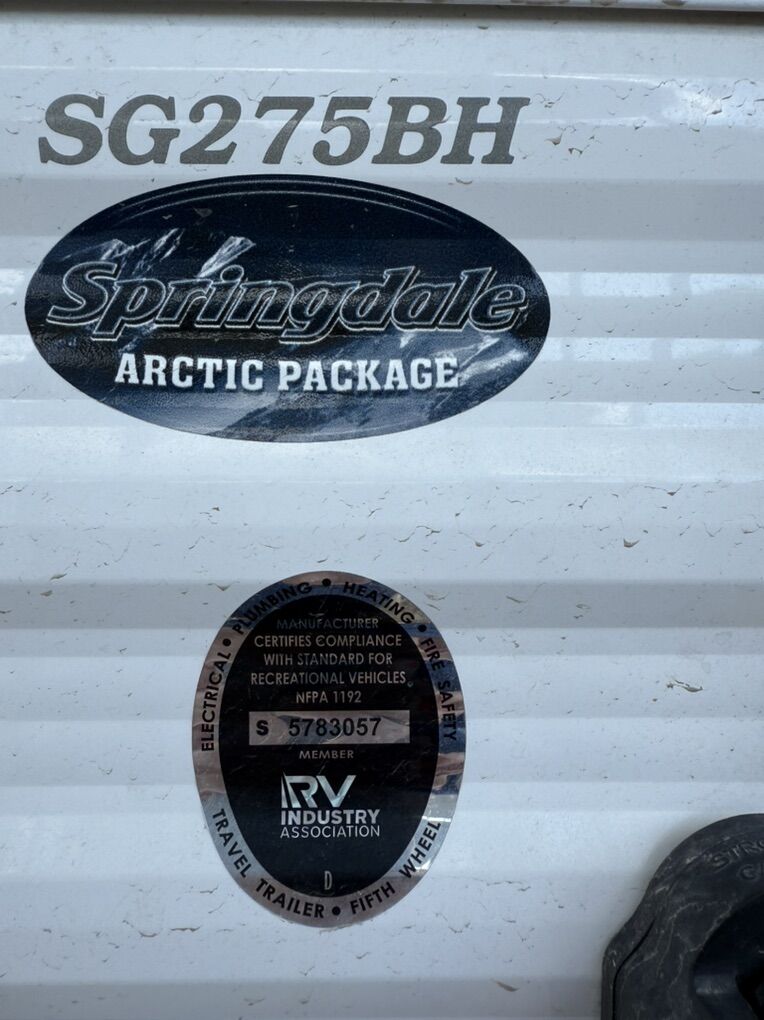 SG275BH
Springdale
ARCTIC PACKAGE
ELECTRICAL • PLUMBING • HEATING • FIRE SAFETY
MANUFACTURER
CERTIFIES COMPLIANCE
WITH STANDARD FOR
RECREATIONAL VEHICLES
NFPA 1192
S 5783057
MEMBER
RV
INDUSTRY
ASSOCIATION
D
TRAVEL TRAILER • FIFTH WHEEL